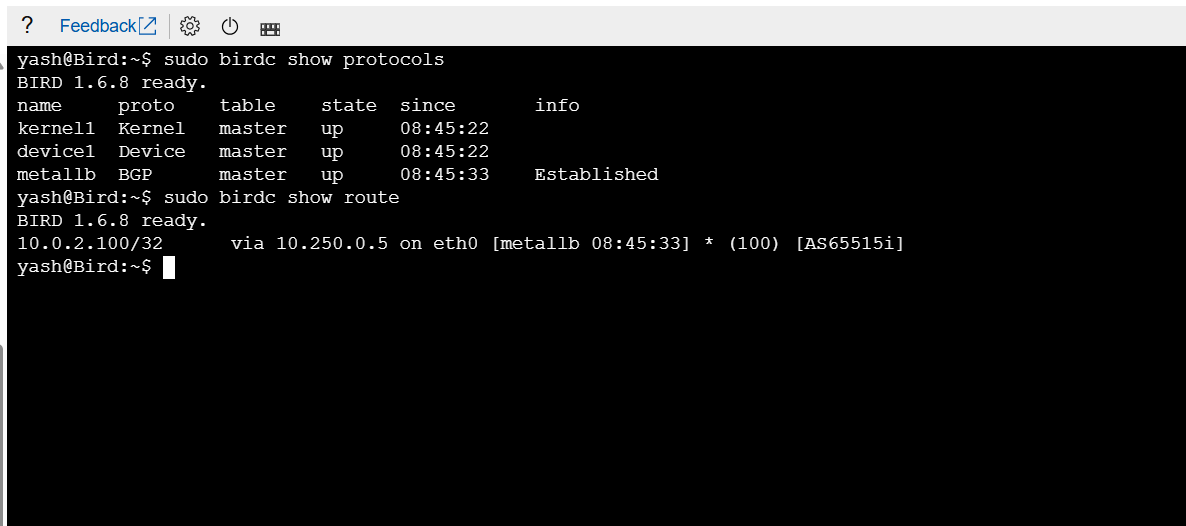 ? Feedback
yash@Bird:~$ sudo birdc show protocols
BIRD 1.6.8 ready.
name     proto    table    state  since       info
kernel1  Kernel   master   up     08:45:22
device1  Device   master   up     08:45:22
metallb  BGP      master   up     08:45:33    Established
yash@Bird:~$ sudo birdc show route
BIRD 1.6.8 ready.
10.0.2.100/32      via 10.250.0.5 on eth0 [metallb 08:45:33] * (100) [AS65515i]
yash@Bird:~$